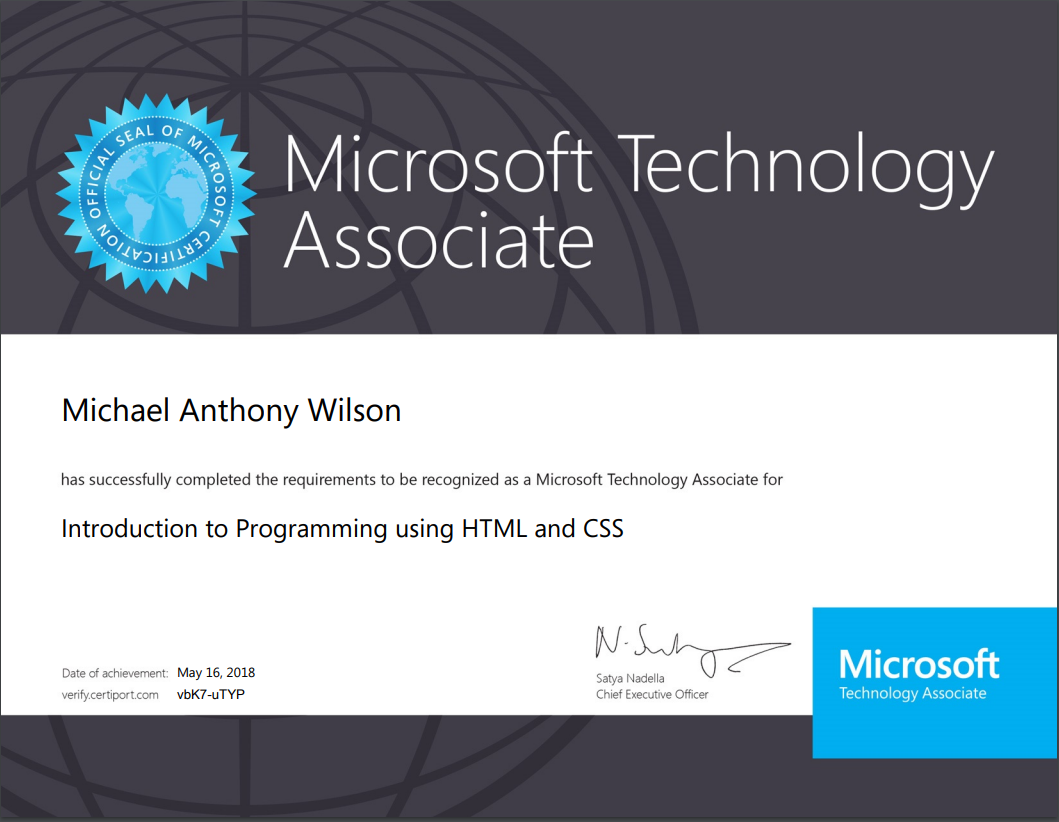 OFFICIAL SEAL OF MICROSOFT CERTIFICATION
Microsoft Technology
Associate
Michael Anthony Wilson
has successfully completed the requirements to be recognized as a Microsoft Technology Associate for
Introduction to Programming using HTML and CSS
Date of achievement: May 16, 2018
verify.certiport.com vbK7-uTYP
N. Satya
Satya Nadella
Chief Executive Officer
Microsoft
Technology Associate